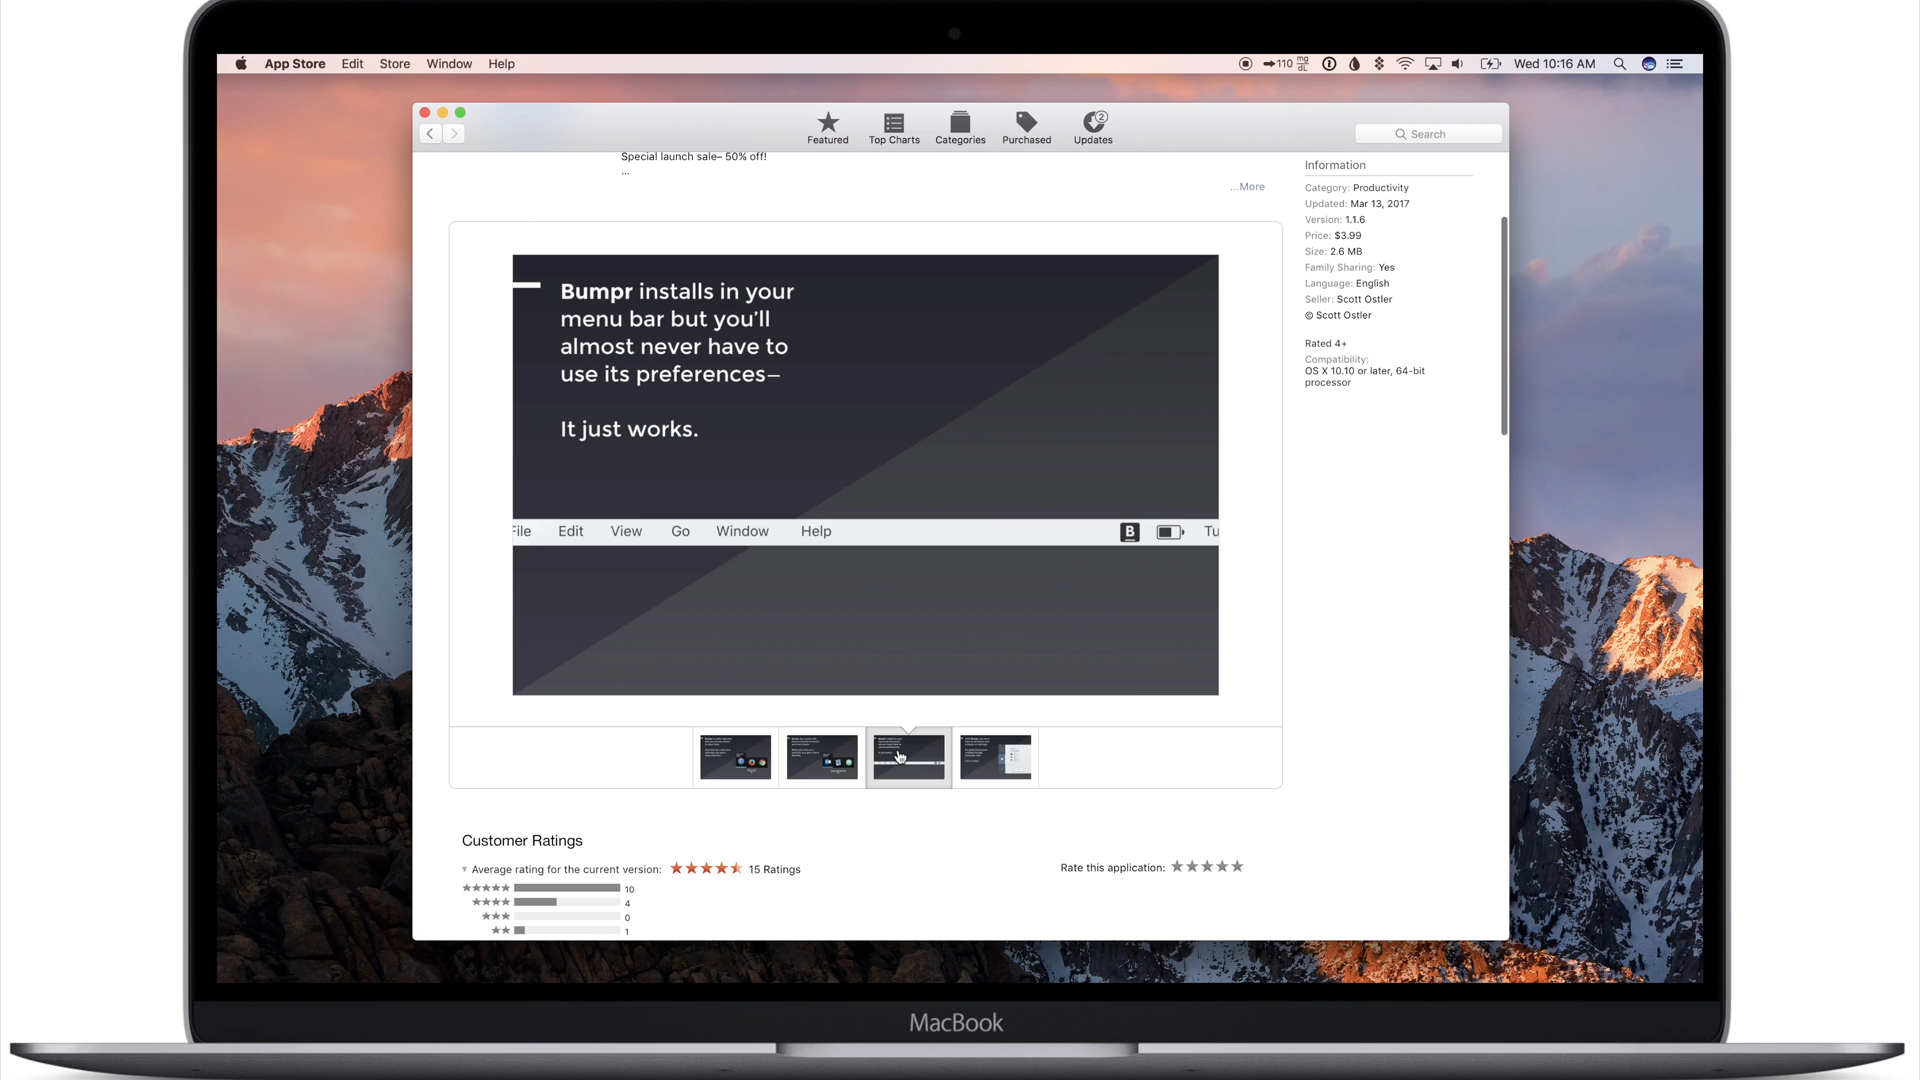 App Store Edit Store Window Help
110 mg dL Wed 10:16 AM
Featured Top Charts Categories Purchased Updates 2
Search
Special launch sale– 50% off!
...
...More
Information
Category: Productivity
Updated: Mar 13, 2017
Version: 1.1.6
Price: $3.99
Size: 2.6 MB
Family Sharing: Yes
Language: English
Seller: Scott Ostler
© Scott Ostler
Rated 4+
Compatibility:
OS X 10.10 or later, 64-bit
processor
Bumpr installs in your
menu bar but you'll
almost never have to
use its preferences–
It just works.
File Edit View Go Window Help B Tu
Customer Ratings
Average rating for the current version: ★★★★ 15 Ratings
Rate this application: ★★★★★
★★★★★ 10
★★★★ 4
★★★ 0
★★ 1
MacBook